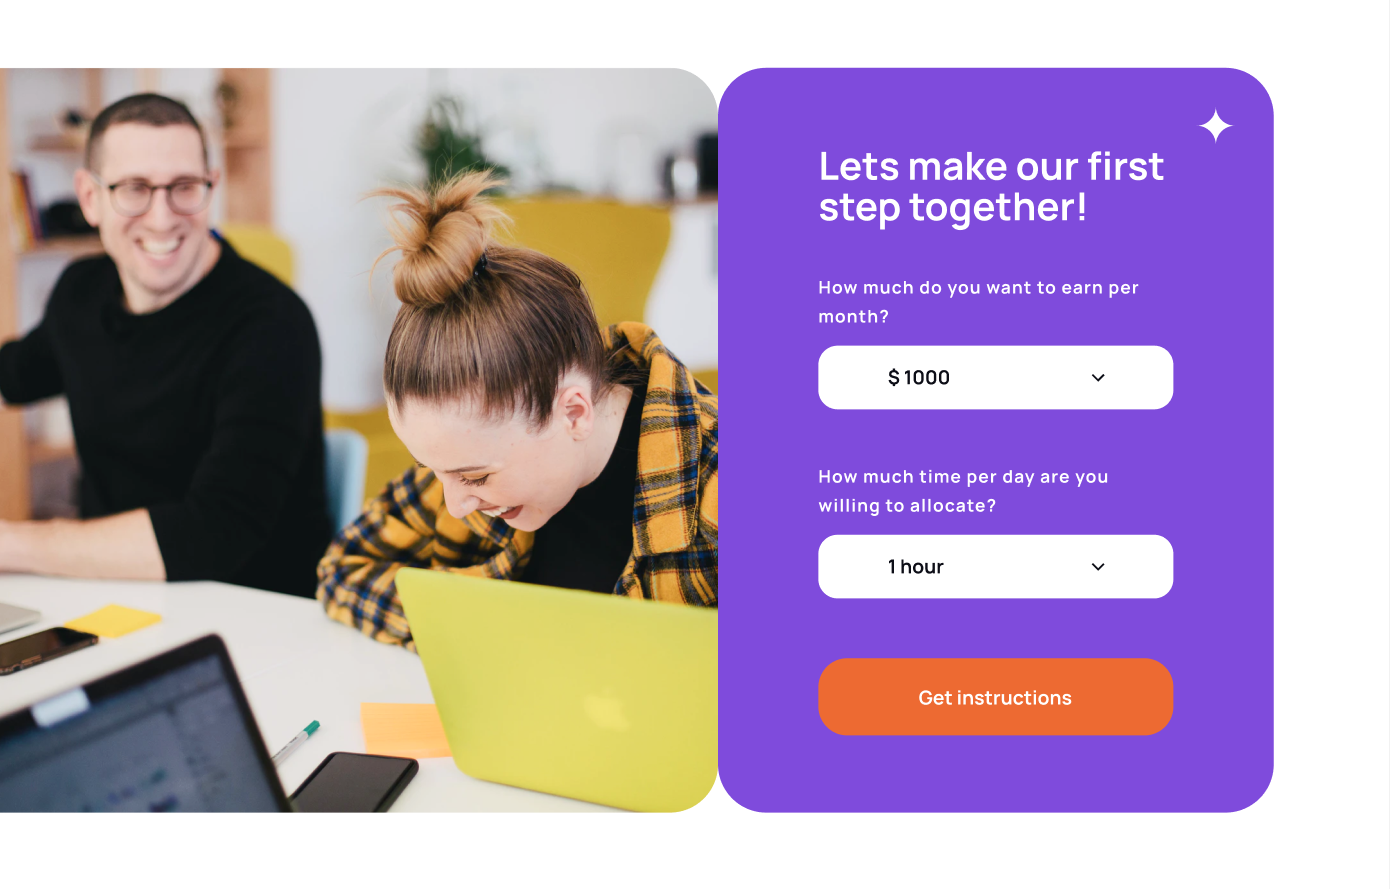 Lets make our first
step together!
How much do you want to earn per
month?
$ 1000
How much time per day are you
willing to allocate?
1 hour
Get instructions